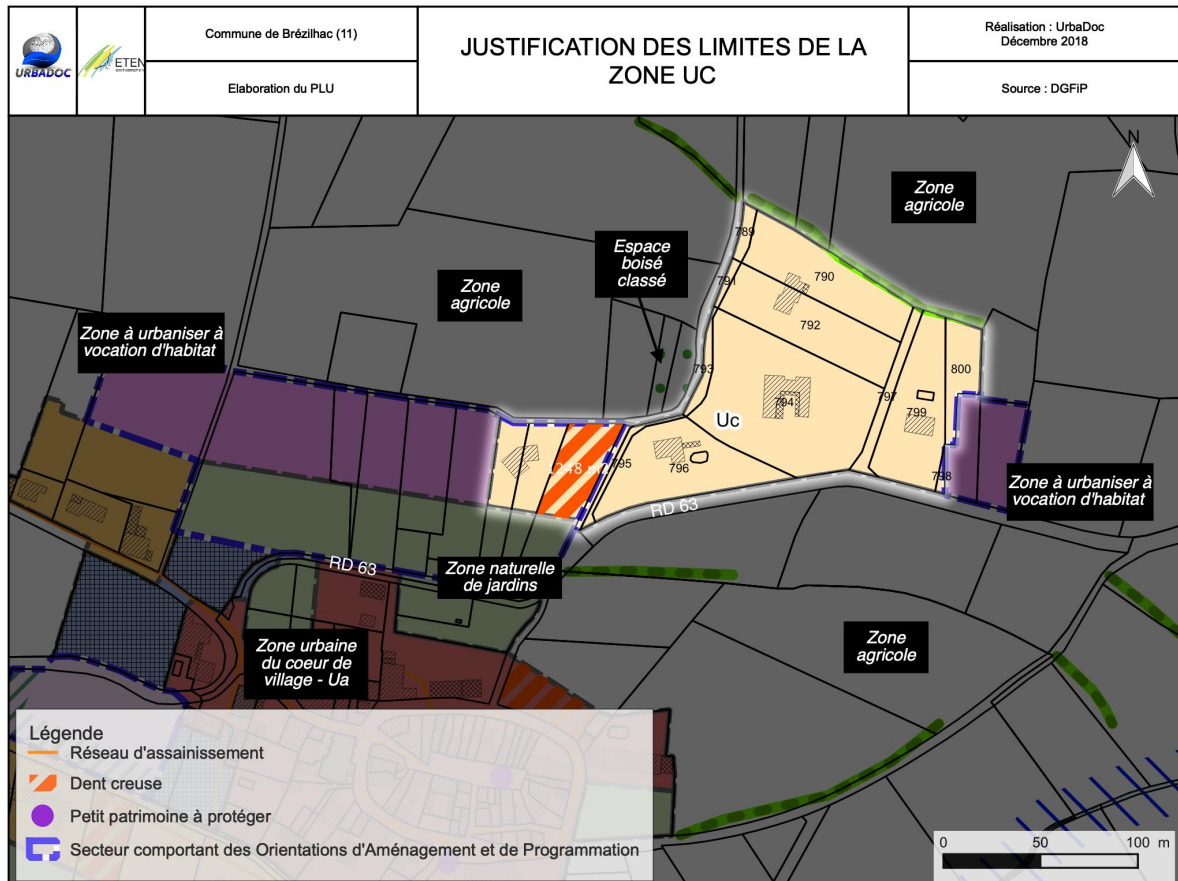 URBADOC
ETEN
environnement
Commune de Brézilhac (11)
Elaboration du PLU
JUSTIFICATION DES LIMITES DE LA
ZONE UC
Réalisation : UrbaDoc
Décembre 2018
Source : DGFiP
N
Zone
agricole
Espace
boisé
classé
Zone
agricole
Zone à urbaniser à
vocation d'habitat
789
790
791
792
793
794
797
799
800
Uc
795
796
798
1248 m²
RD 63
Zone à urbaniser à
vocation d'habitat
RD 63
Zone naturelle
de jardins
Zone urbaine
du coeur de
village - Ua
Zone
agricole
Légende
Réseau d'assainissement
Dent creuse
Petit patrimoine à protéger
Secteur comportant des Orientations d'Aménagement et de Programmation
0 50 100 m